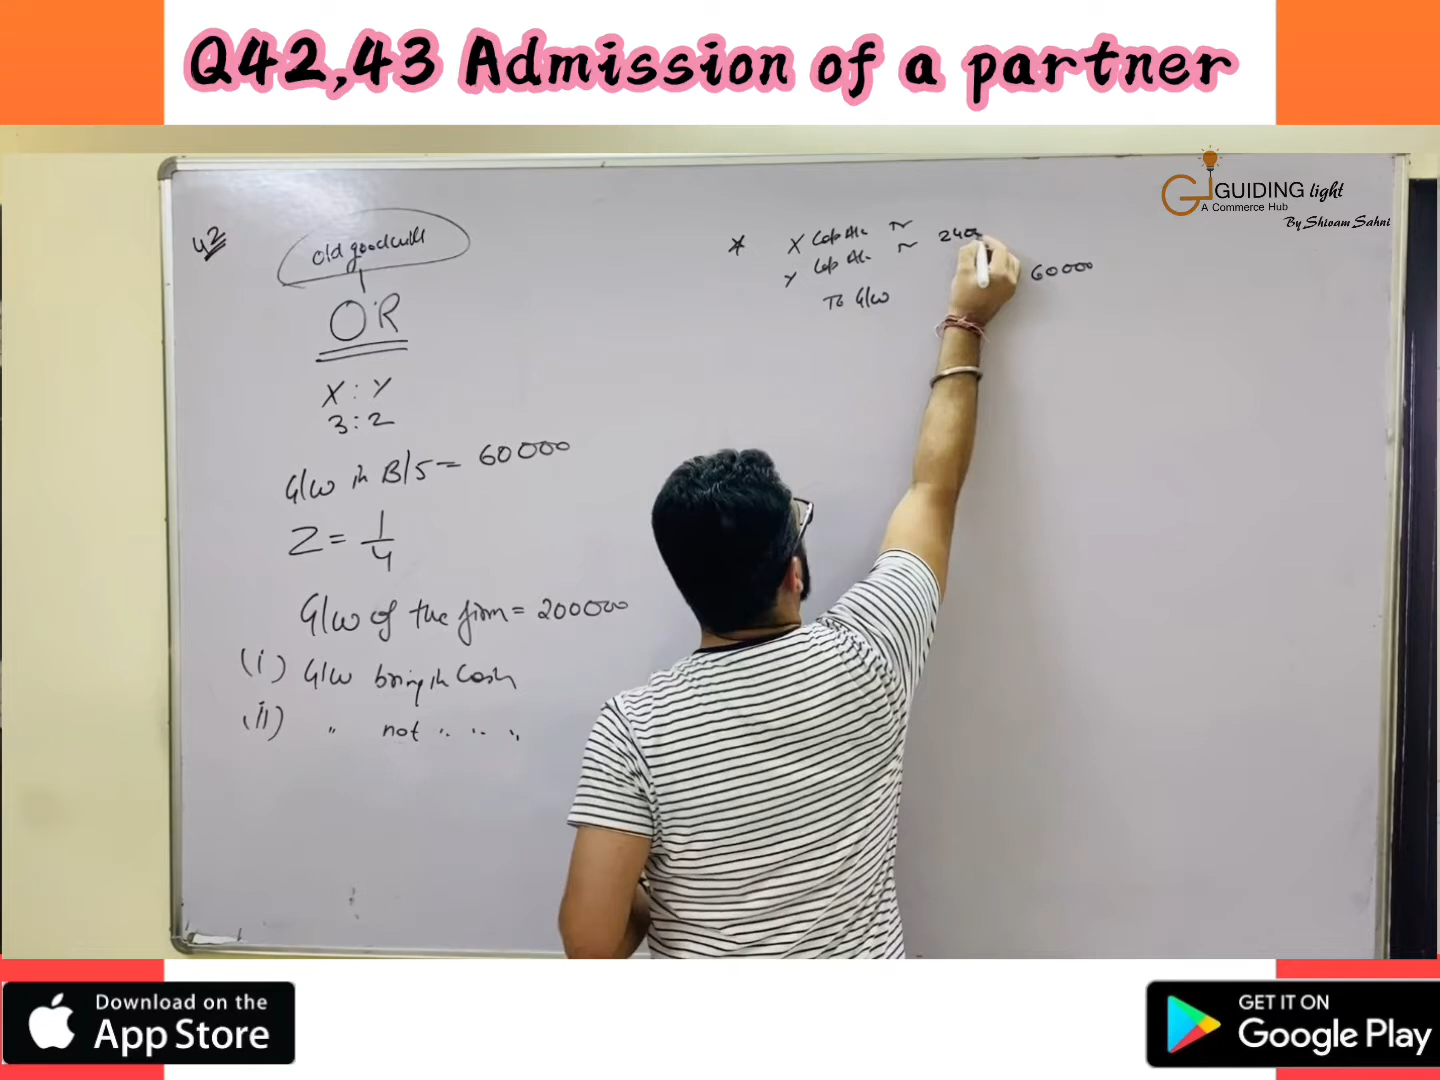 Q42,43 Admission of a partner
GUIDING light
A Commerce Hub
By Shivam Sahni
42
old goodwill
OR
X : Y
3 : 2
G/w in B/S = 60000
Z = 1/4
G/w of the firm = 200000
(i) G/w bring in Cash
(ii) " not " " "
* X Cap A/c
Y Cap A/c 240
To G/w 60000
Download on the
App Store
GET IT ON
Google Play